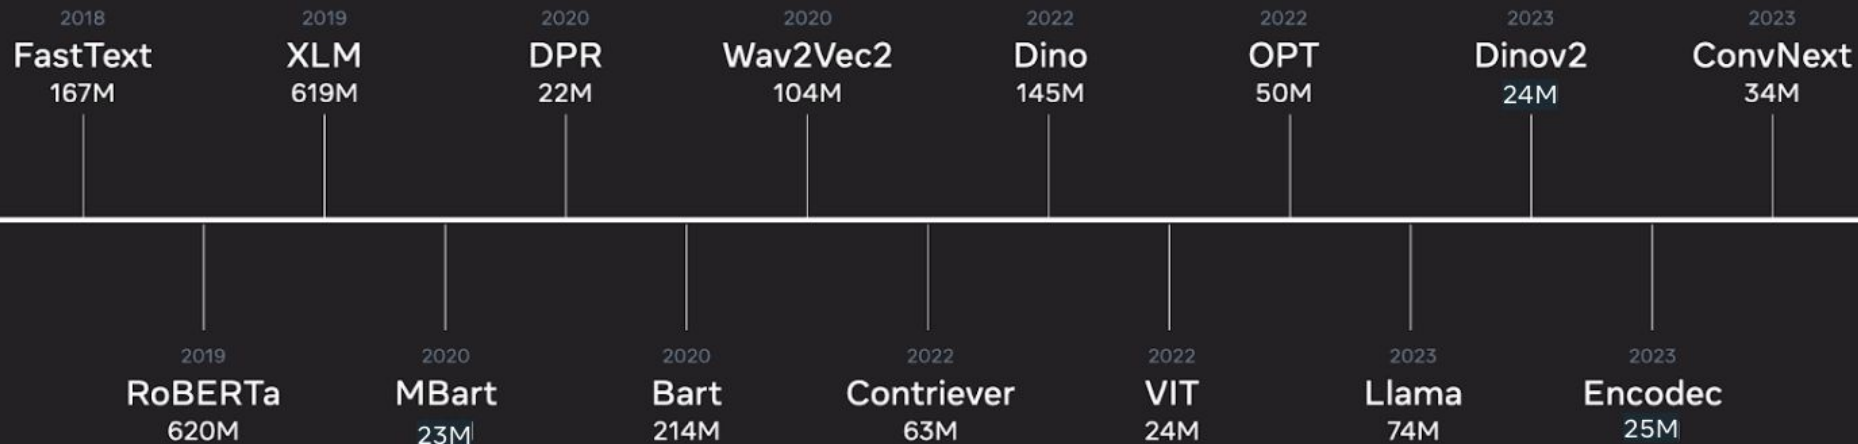 2018
FastText
167M
2019
XLM
619M
2020
DPR
22M
2020
Wav2Vec2
104M
2022
Dino
145M
2022
OPT
50M
2023
Dinov2
24M
2023
ConvNext
34M
2019
RoBERTa
620M
2020
MBart
23M
2020
Bart
214M
2022
Contriever
63M
2022
VIT
24M
2023
Llama
74M
2023
Encodec
25M